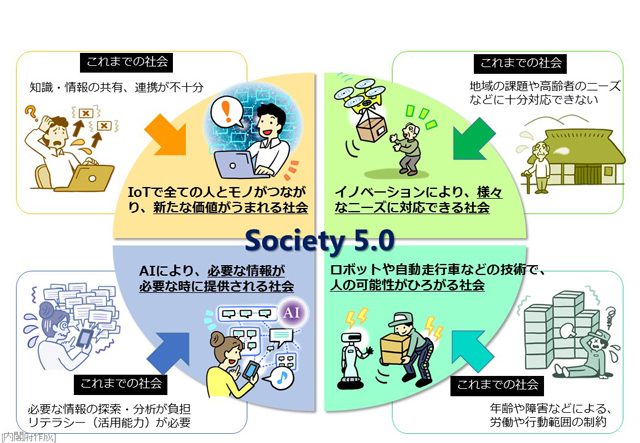 これまでの社会
知識・情報の共有、連携が不十分
これまでの社会
地域の課題や高齢者のニーズ
などに十分対応できない
IoTで全ての人とモノがつなが
り、新たな価値がうまれる社会
イノベーションにより、様々
なニーズに対応できる社会
Society 5.0
AIにより、必要な情報が
必要な時に提供される社会
AI
ロボットや自動走行車などの技術で、
人の可能性がひろがる社会
これまでの社会
必要な情報の探索・分析が負担
リテラシー（活用能力）が必要
これまでの社会
年齢や障害などによる、
労働や行動範囲の制約
[内閣府作成]